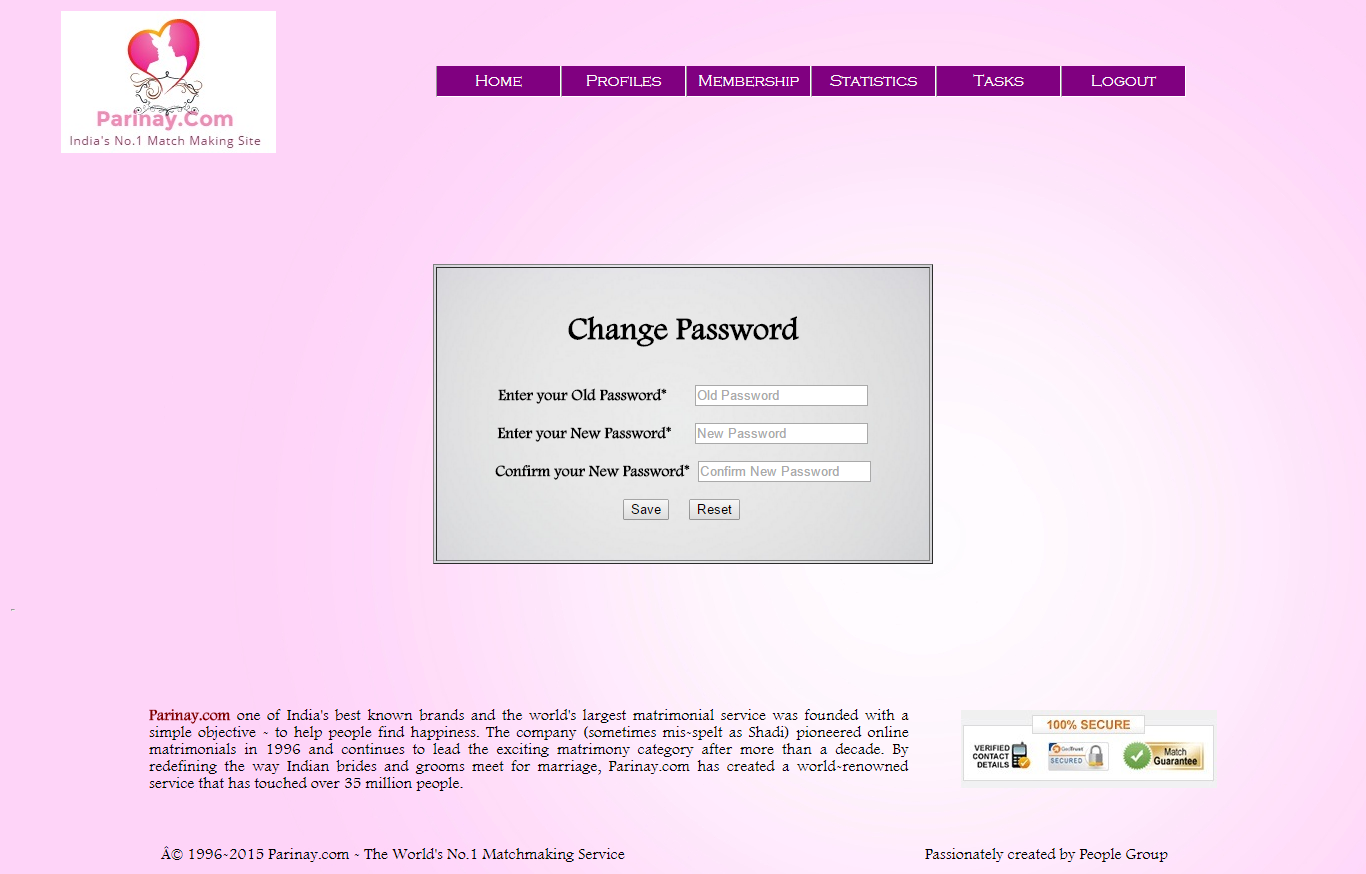 Parinay.Com
India's No.1 Match Making Site
Home Profiles Membership Statistics Tasks Logout
Change Password
Enter your Old Password* Old Password
Enter your New Password* New Password
Confirm your New Password* Confirm New Password
Save Reset
Parinay.com one of India's best known brands and the world's largest matrimonial service was founded with a
simple objective - to help people find happiness. The company (sometimes mis-spelt as Shadi) pioneered online
matrimonials in 1996 and continues to lead the exciting matrimony category after more than a decade. By
redefining the way Indian brides and grooms meet for marriage, Parinay.com has created a world-renowned
service that has touched over 35 million people.
100% SECURE
VERIFIED
CONTACT
DETAILS
GeoTrust
SECURED
Match
Guarantee
Â© 1996-2015 Parinay.com - The World's No.1 Matchmaking Service
Passionately created by People Group